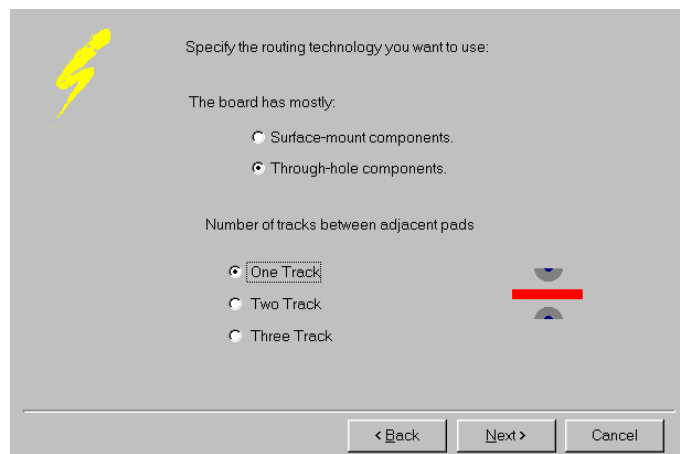 Specify the routing technology you want to use:
The board has mostly:
Surface-mount components.
Through-hole components.
Number of tracks between adjacent pads
One Track
Two Track
Three Track
< Back Next > Cancel